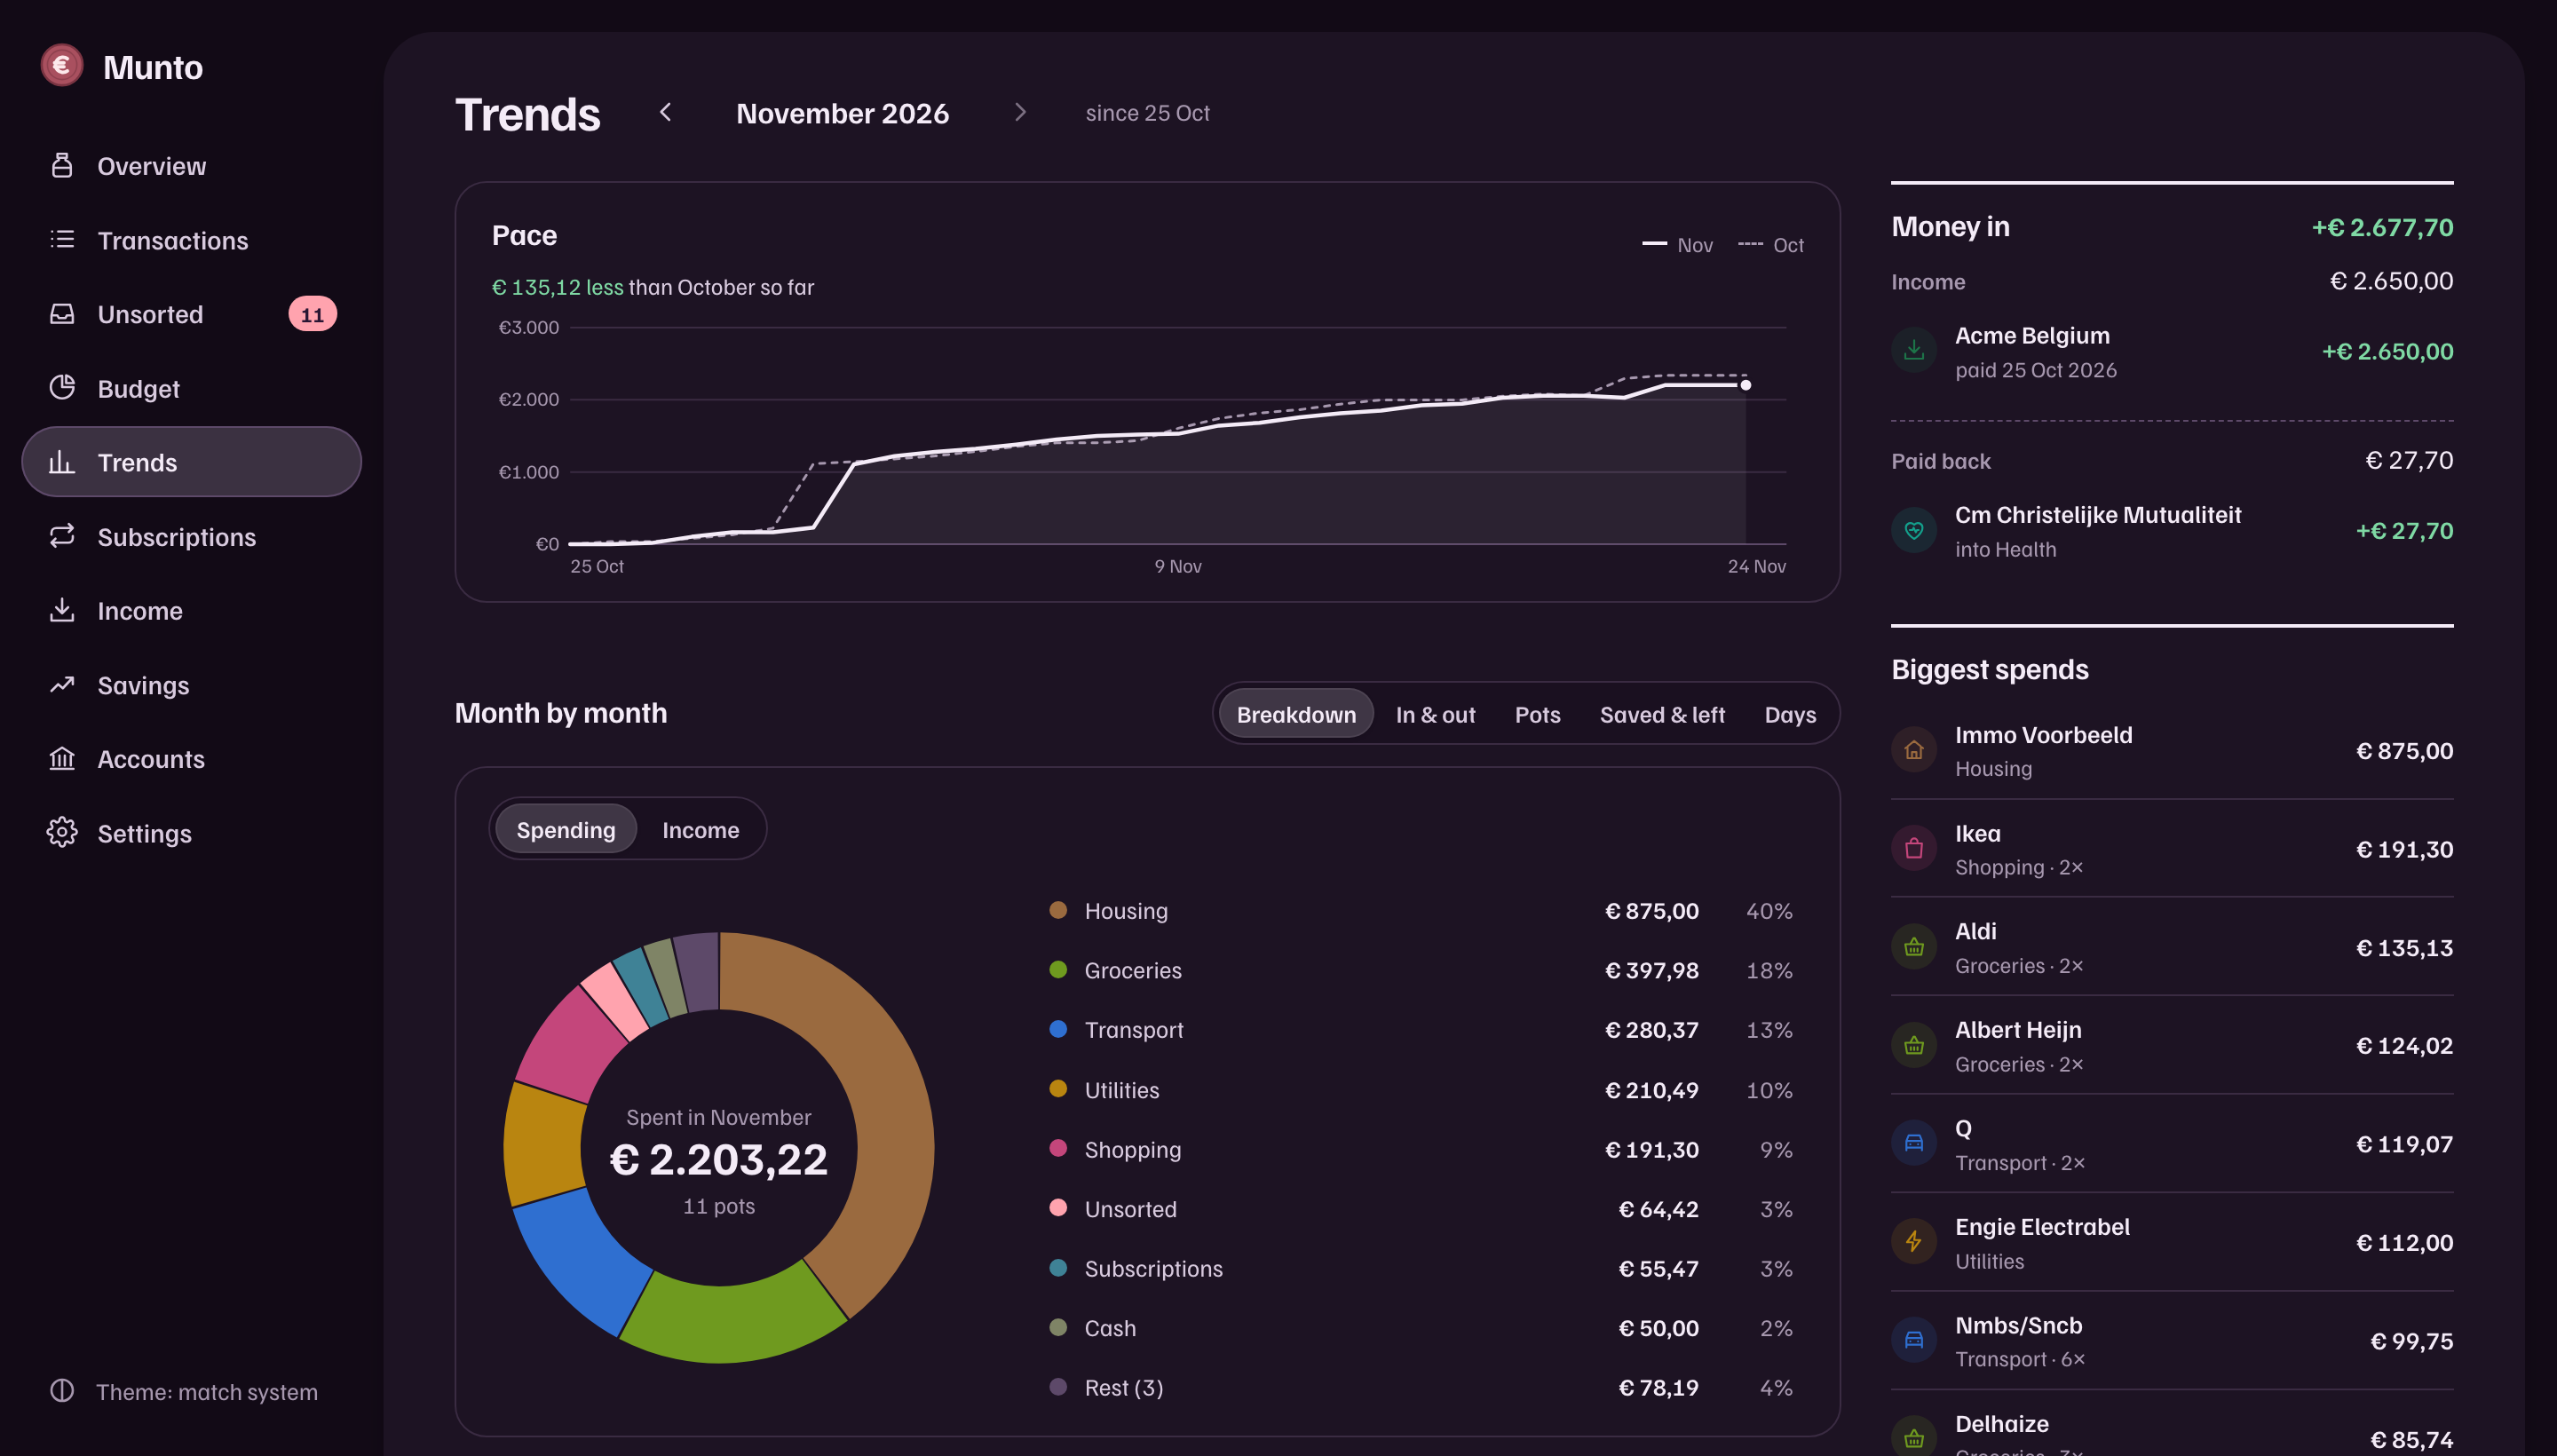 Munto
Overview
Transactions
Unsorted 11
Budget
Trends
Subscriptions
Income
Savings
Accounts
Settings
Theme: match system
Trends November 2026 since 25 Oct
Pace
Nov Oct
€ 135,12 less than October so far
€3.000
€2.000
€1.000
€0
25 Oct 9 Nov 24 Nov
Month by month
Breakdown In & out Pots Saved & left Days
Spending Income
Spent in November
€ 2.203,22
11 pots
Housing € 875,00 40%
Groceries € 397,98 18%
Transport € 280,37 13%
Utilities € 210,49 10%
Shopping € 191,30 9%
Unsorted € 64,42 3%
Subscriptions € 55,47 3%
Cash € 50,00 2%
Rest (3) € 78,19 4%
Money in +€ 2.677,70
Income € 2.650,00
Acme Belgium +€ 2.650,00
paid 25 Oct 2026
Paid back € 27,70
Cm Christelijke Mutualiteit +€ 27,70
into Health
Biggest spends
Immo Voorbeeld € 875,00
Housing
Ikea € 191,30
Shopping · 2×
Aldi € 135,13
Groceries · 2×
Albert Heijn € 124,02
Groceries · 2×
Q € 119,07
Transport · 2×
Engie Electrabel € 112,00
Utilities
Nmbs/Sncb € 99,75
Transport · 6×
Delhaize € 85,74